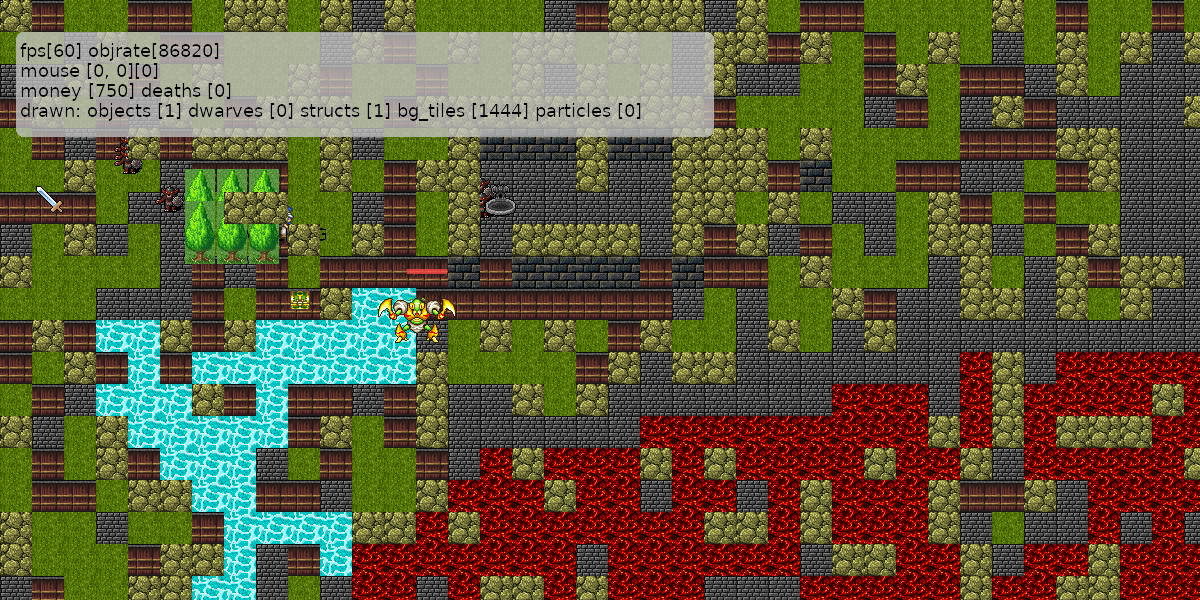 fps[60] objrate[86820]
mouse [0, 0][0]
money [750] deaths [0]
drawn: objects [1] dwarves [0] structs [1] bg_tiles [1444] particles [0]